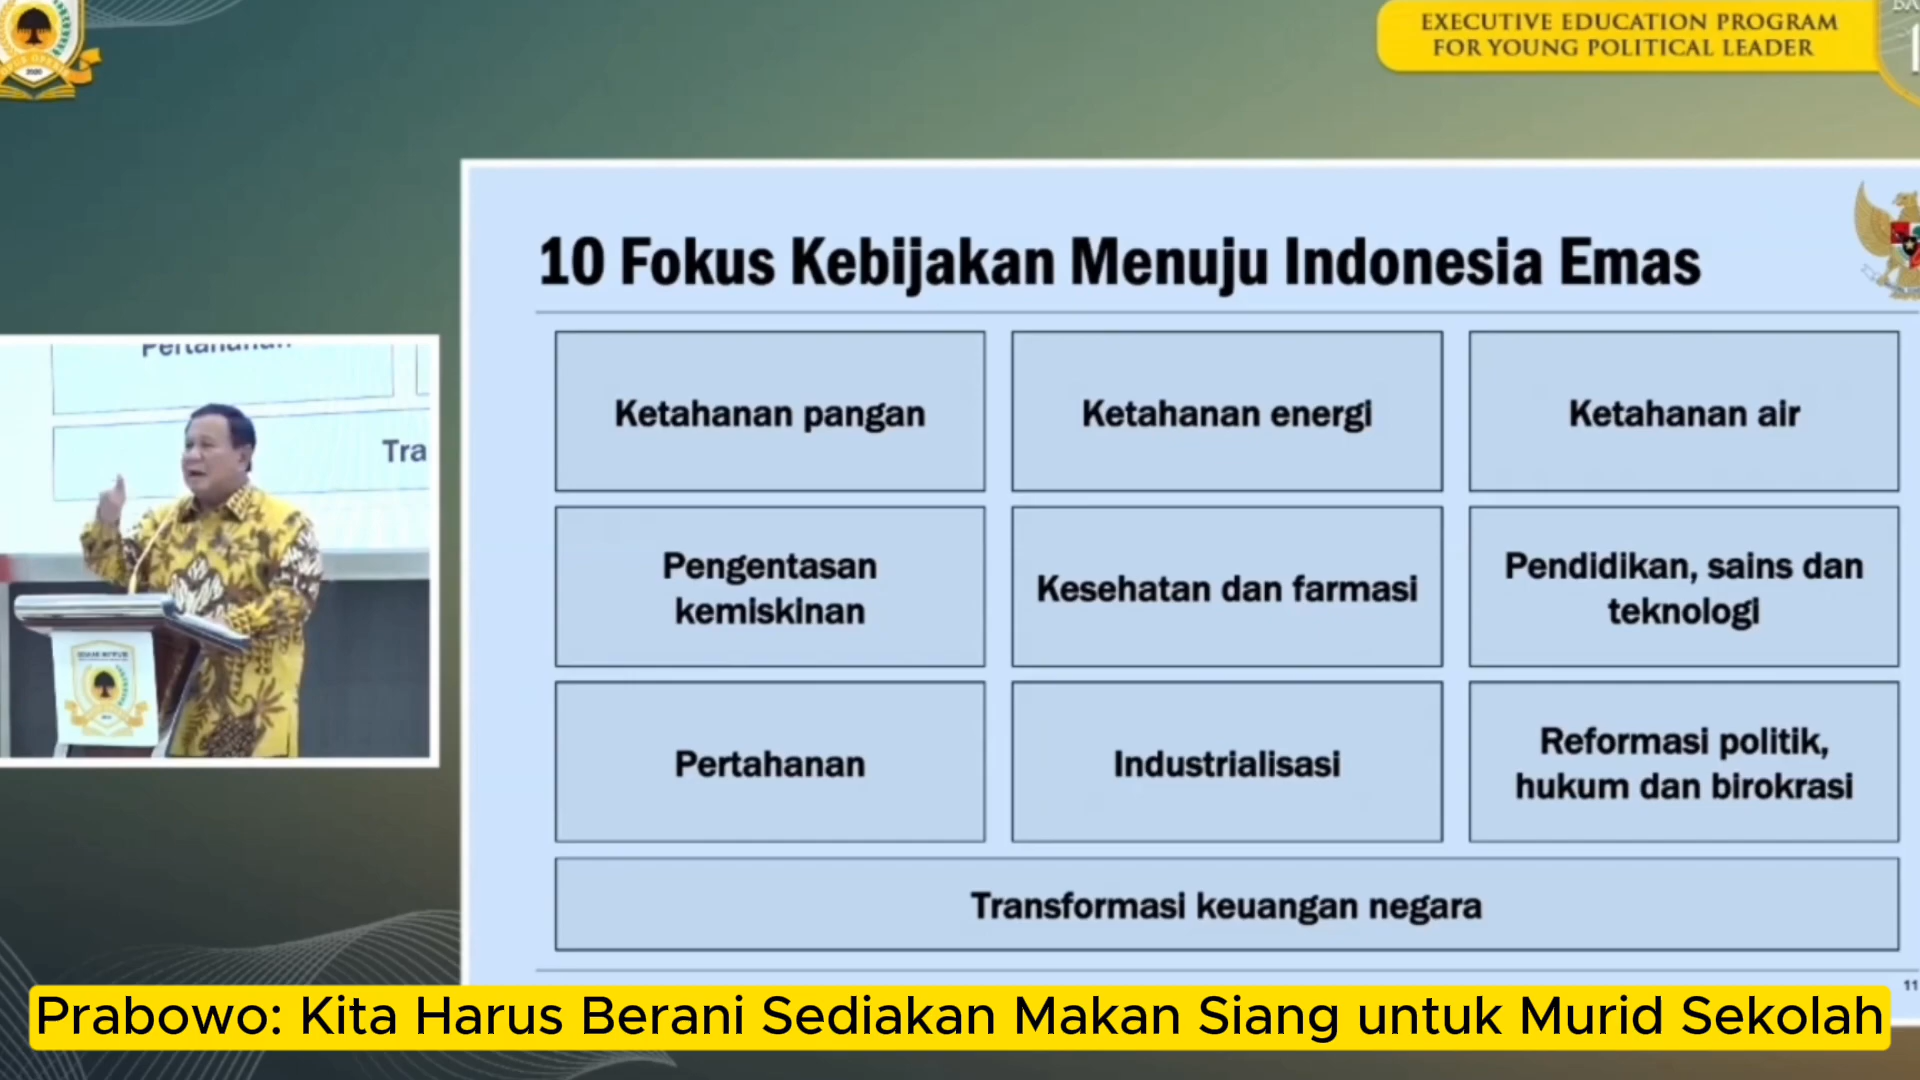 EXECUTIVE EDUCATION PROGRAM
FOR YOUNG POLITICAL LEADER
2020
10 Fokus Kebijakan Menuju Indonesia Emas
Ketahanan pangan
Ketahanan energi
Ketahanan air
Pengentasan
kemiskinan
Kesehatan dan farmasi
Pendidikan, sains dan
teknologi
Pertahanan
Industrialisasi
Reformasi politik,
hukum dan birokrasi
Transformasi keuangan negara
11
Pertahanan
Tra
Prabowo: Kita Harus Berani Sediakan Makan Siang untuk Murid Sekolah